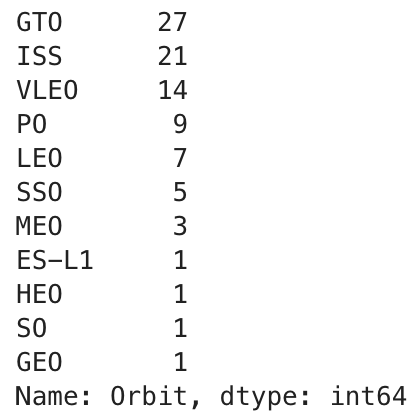 GTO       27
ISS       21
VLEO      14
PO         9
LEO        7
SSO        5
MEO        3
ES-L1      1
HEO        1
SO         1
GEO        1
Name: Orbit, dtype: int64